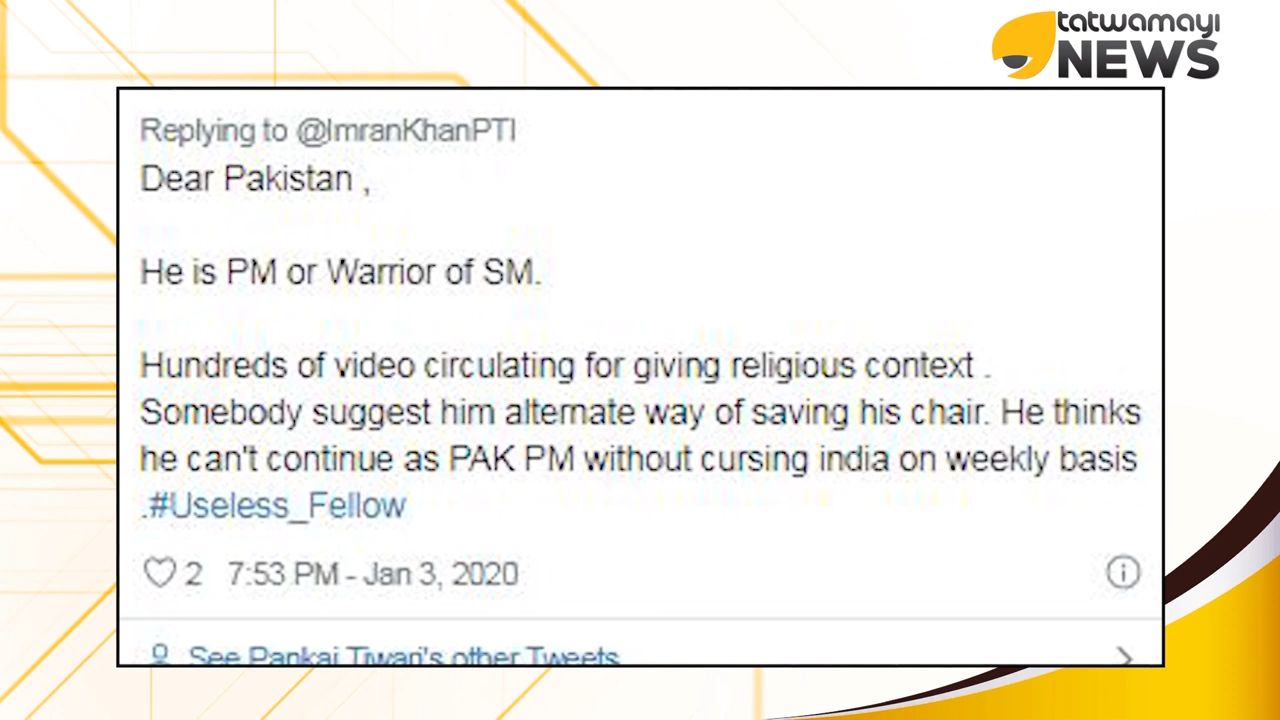 tatwamayi
NEWS
Replying to @ImranKhanPTI
Dear Pakistan ,
He is PM or Warrior of SM.
Hundreds of video circulating for giving religious context .
Somebody suggest him alternate way of saving his chair. He thinks
he can't continue as PAK PM without cursing india on weekly basis
.#Useless_Fellow
2 7:53 PM - Jan 3, 2020
See Pankaj Tiwari's other Tweets